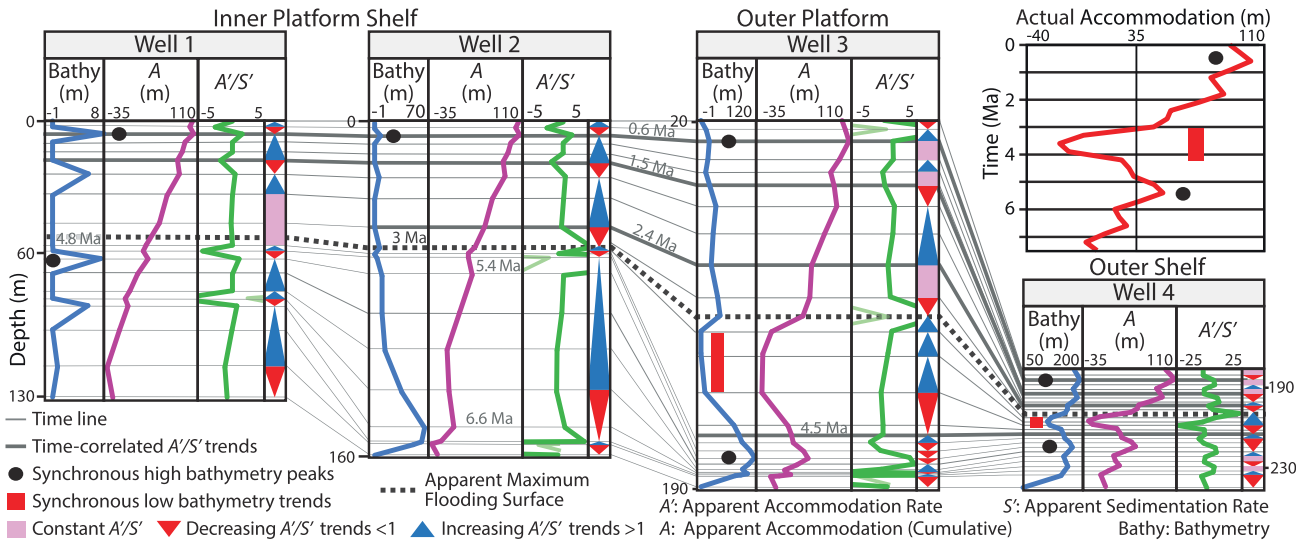 Inner Platform Shelf
Well 1
Bathy
(m)
A
(m)
A'/S'
-1 8 -35 110 -5 5
0
60
130
Depth (m)
4.8 Ma
Well 2
Bathy
(m)
A
(m)
A'/S'
-1 70 -35 110 -5 5
0
160
3 Ma
5.4 Ma
6.6 Ma
Outer Platform
Well 3
Bathy
(m)
A
(m)
A'/S'
-1 120 -35 110 -5 5
20
190
0.6 Ma
1.5 Ma
2.4 Ma
4.5 Ma
Actual Accommodation (m)
-40 35 110
0
2
4
6
Time (Ma)
Outer Shelf
Well 4
Bathy
(m)
A
(m)
A'/S'
50 200 -35 110 -25 25
190
230
Time line
Time-correlated A'/S' trends
Synchronous high bathymetry peaks
Synchronous low bathymetry trends
Constant A'/S'
Decreasing A'/S' trends <1
Increasing A'/S' trends >1
Apparent Maximum
Flooding Surface
A': Apparent Accommodation Rate
A: Apparent Accommodation (Cumulative)
S': Apparent Sedimentation Rate
Bathy: Bathymetry